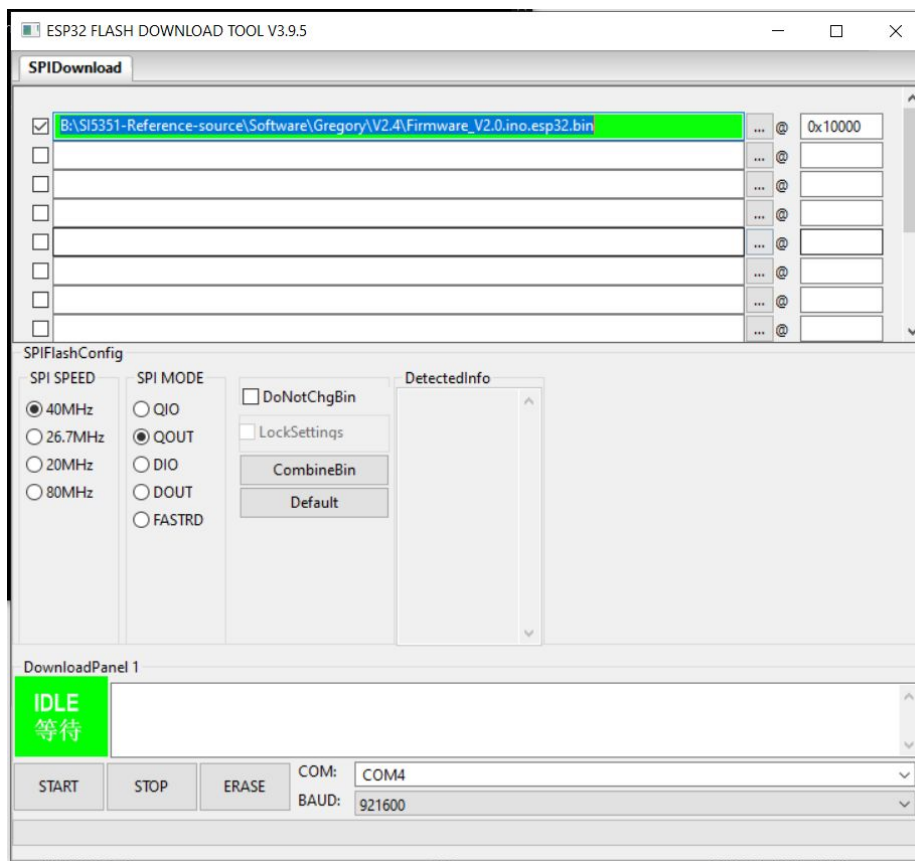 ESP32 FLASH DOWNLOAD TOOL V3.9.5
SPIDownload
B:\SI5351-Reference-source\Software\Gregory\V2.4\Firmware_V2.0.ino.esp32.bin ... @ 0x10000
... @
... @
... @
... @
... @
... @
... @
SPIFlashConfig
SPI SPEED
40MHz
26.7MHz
20MHz
80MHz
SPI MODE
QIO
QOUT
DIO
DOUT
FASTRD
DoNotChgBin
LockSettings
CombineBin
Default
DetectedInfo
DownloadPanel 1
IDLE
等待
START STOP ERASE
COM: COM4
BAUD: 921600